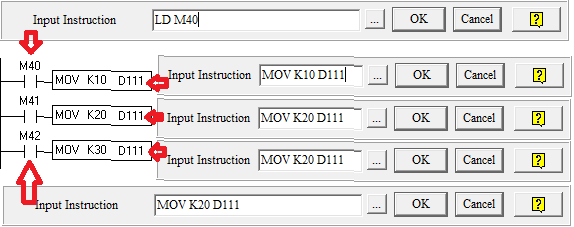 Input Instruction LD M40 ... OK Cancel ?
M40
MOV K10 D111 Input Instruction MOV K10 D111 ... OK Cancel ?
M41
MOV K20 D111 Input Instruction MOV K20 D111 ... OK Cancel ?
M42
MOV K30 D111 Input Instruction MOV K20 D111 ... OK Cancel ?
Input Instruction MOV K20 D111 ... OK Cancel ?